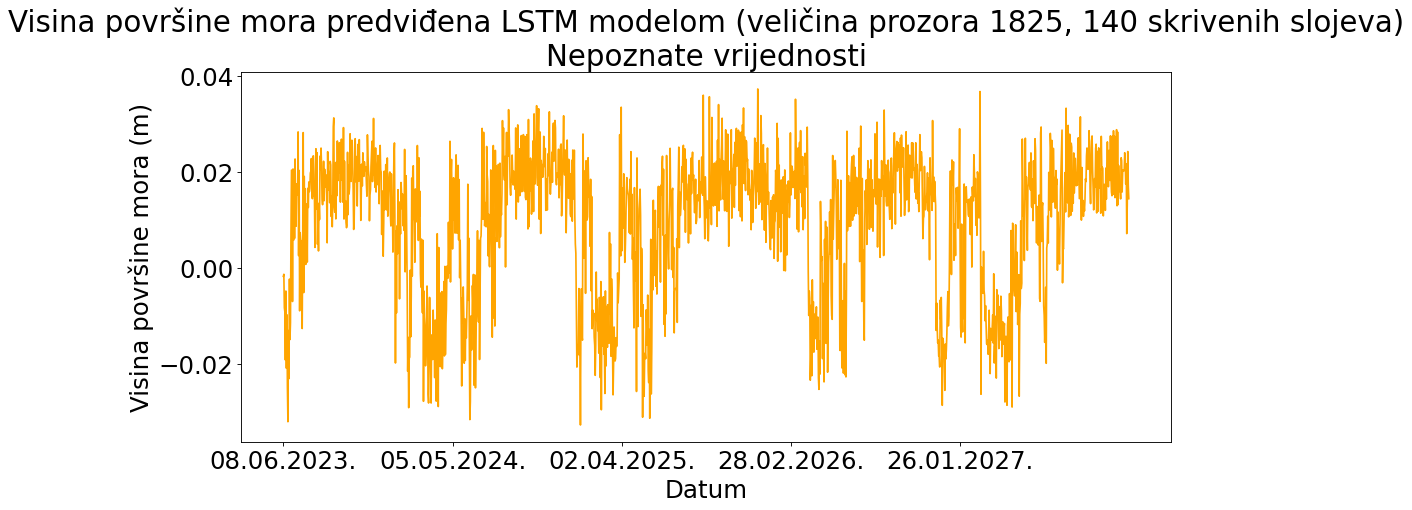 Visina površine mora predviđena LSTM modelom (veličina prozora 1825, 140 skrivenih slojeva)
Nepoznate vrijednosti
Visina površine mora (m)
0.04
0.02
0.00
−0.02
08.06.2023.
05.05.2024.
02.04.2025.
28.02.2026.
26.01.2027.
Datum